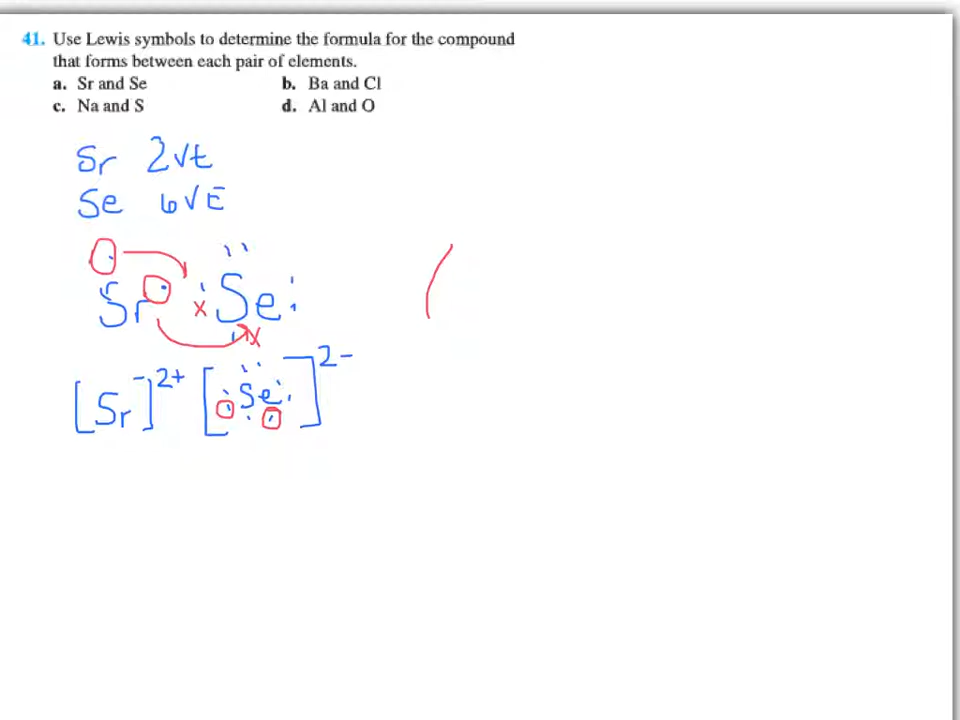 41. Use Lewis symbols to determine the formula for the compound
that forms between each pair of elements.
a. Sr and Se b. Ba and Cl
c. Na and S d. Al and O
Sr 2VE
Se 6VE
Sr Se
[Sr]2+ [Se]2-